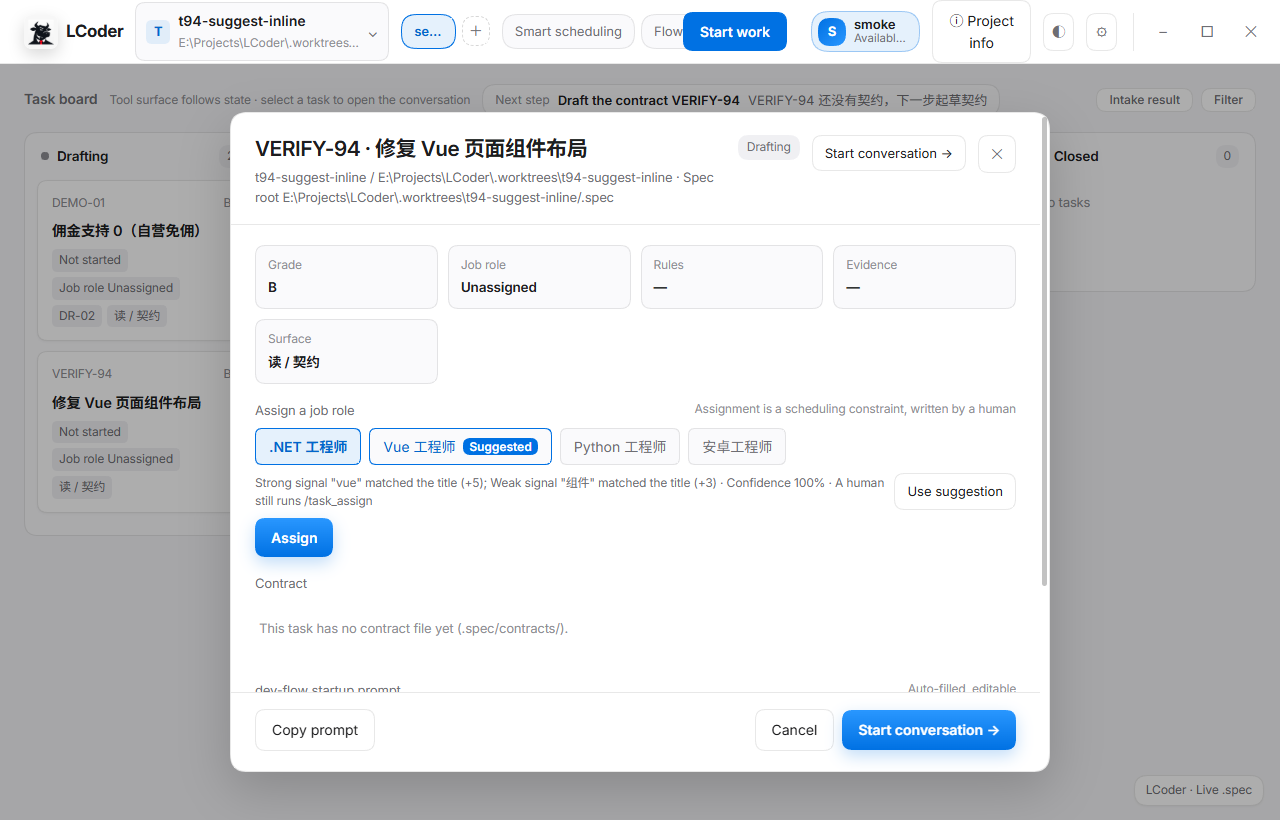 LCoder
T
t94-suggest-inline
E:\Projects\LCoder\.worktrees...
se...
+
Smart scheduling
Flow
Start work
S
smoke
Availabl...
Project
info
Task board
Tool surface follows state · select a task to open the conversation
Next step Draft the contract VERIFY-94 VERIFY-94 还没有契约，下一步起草契约
Intake result
Filter
Drafting
DEMO-01
佣金支持 0（自营免佣）
Not started
Job role Unassigned
DR-02
读 / 契约
VERIFY-94
修复 Vue 页面组件布局
Not started
Job role Unassigned
读 / 契约
Closed
0
tasks
VERIFY-94 · 修复 Vue 页面组件布局
t94-suggest-inline / E:\Projects\LCoder\.worktrees\t94-suggest-inline · Spec
root E:\Projects\LCoder\.worktrees\t94-suggest-inline/.spec
Drafting
Start conversation →
Grade
B
Job role
Unassigned
Rules
—
Evidence
—
Surface
读 / 契约
Assign a job role
Assignment is a scheduling constraint, written by a human
.NET 工程师
Vue 工程师 Suggested
Python 工程师
安卓工程师
Strong signal "vue" matched the title (+5); Weak signal "组件" matched the title (+3) · Confidence 100% · A human
still runs /task_assign
Use suggestion
Assign
Contract
This task has no contract file yet (.spec/contracts/).
dev-flow startup prompt
Auto-filled, editable
Copy prompt
Cancel
Start conversation →
LCoder · Live .spec